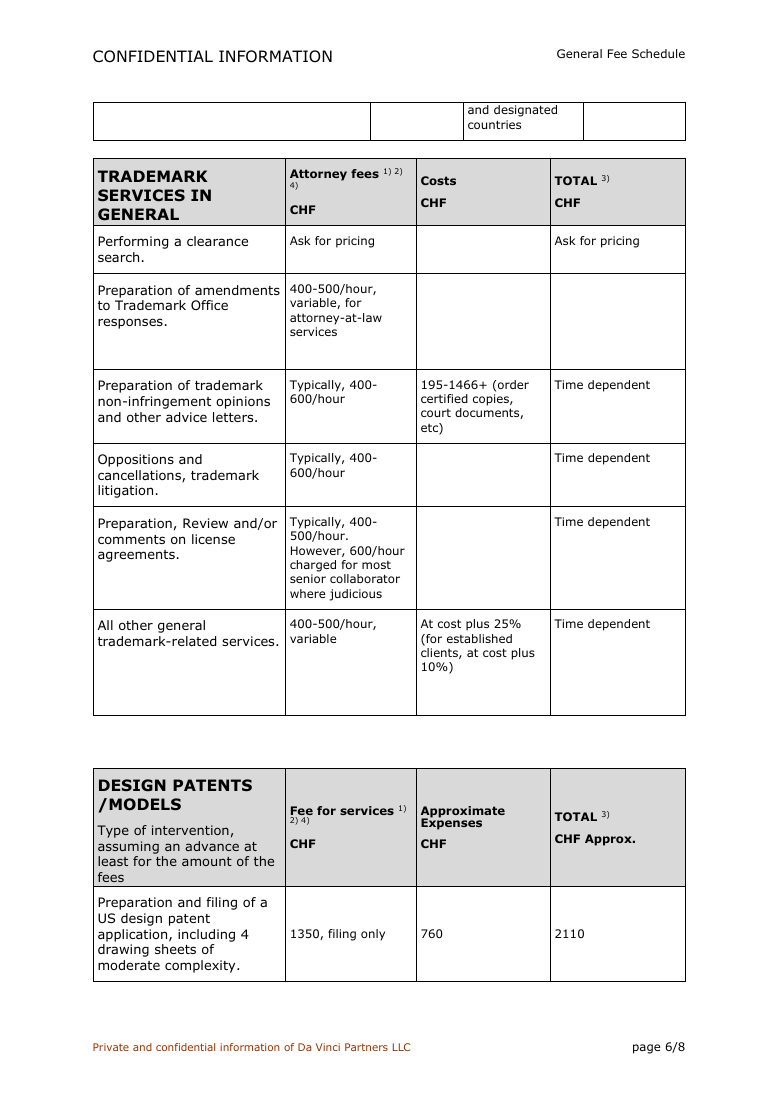 CONFIDENTIAL INFORMATION
General Fee Schedule
and designated
countries
TRADEMARK
SERVICES IN
GENERAL
Attorney fees 1) 2)
4)
CHF
Costs
CHF
TOTAL 3)
CHF
Performing a clearance
search.
Ask for pricing
Ask for pricing
Preparation of amendments
to Trademark Office
responses.
400-500/hour,
variable, for
attorney-at-law
services
Preparation of trademark
non-infringement opinions
and other advice letters.
Typically, 400-
600/hour
195-1466+ (order
certified copies,
court documents,
etc)
Time dependent
Oppositions and
cancellations, trademark
litigation.
Typically, 400-
600/hour
Time dependent
Preparation, Review and/or
comments on license
agreements.
Typically, 400-
500/hour.
However, 600/hour
charged for most
senior collaborator
where judicious
Time dependent
All other general
trademark-related services.
400-500/hour,
variable
At cost plus 25%
(for established
clients, at cost plus
10%)
Time dependent
DESIGN PATENTS
/MODELS
Type of intervention,
assuming an advance at
least for the amount of the
fees
Fee for services 1)
2) 4)
CHF
Approximate
Expenses
CHF
TOTAL 3)
CHF Approx.
Preparation and filing of a
US design patent
application, including 4
drawing sheets of
moderate complexity.
1350, filing only
760
2110
Private and confidential information of Da Vinci Partners LLC
page 6/8